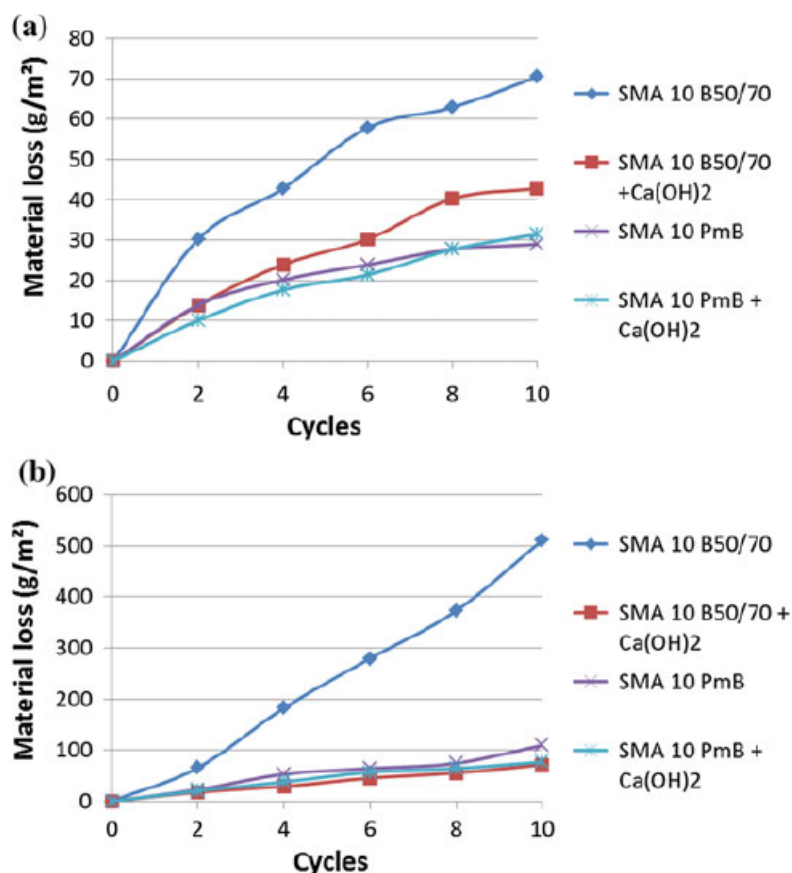 (a)
Material loss (g/m²)
80
70
60
50
40
30
20
10
0
0 2 4 6 8 10
Cycles
SMA 10 B50/70
SMA 10 B50/70
+Ca(OH)2
SMA 10 PmB
SMA 10 PmB +
Ca(OH)2
(b)
Material loss (g/m²)
600
500
400
300
200
100
0
0 2 4 6 8 10
Cycles
SMA 10 B50/70
SMA 10 B50/70 +
Ca(OH)2
SMA 10 PmB
SMA 10 PmB +
Ca(OH)2